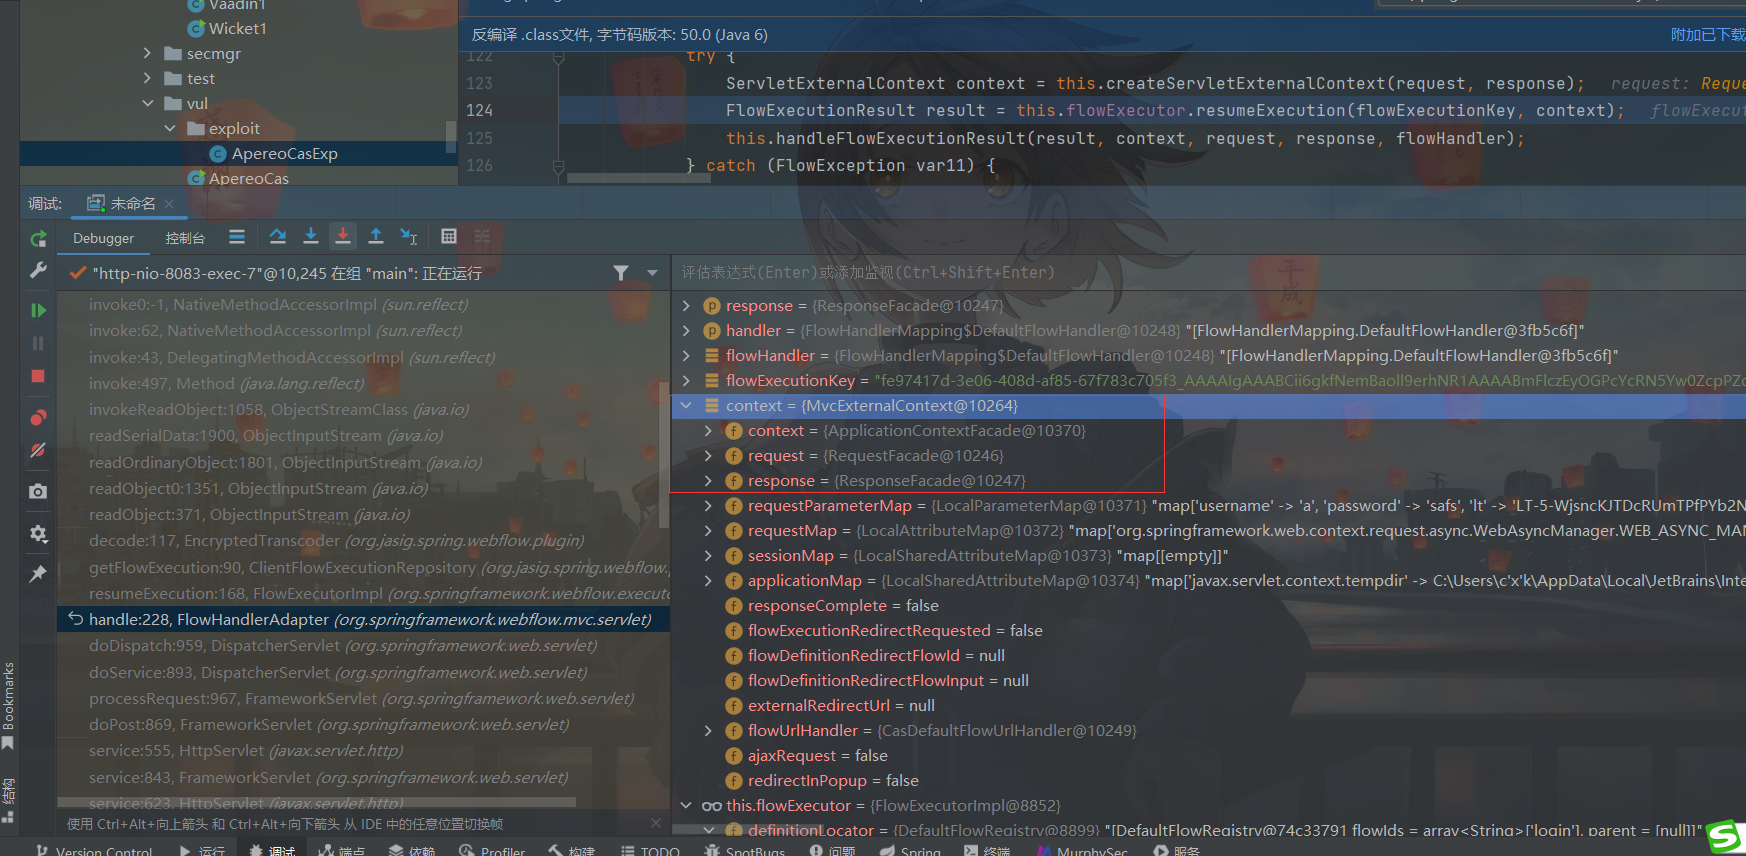 Vaadin1
Wicket1
secmgr
test
vul
exploit
ApereoCasExp
ApereoCas
反编译 .class文件, 字节码版本: 50.0 (Java 6)
附加已下载
122 try {
123 ServletExternalContext context = this.createServletExternalContext(request, response); request: Reque
124 FlowExecutionResult result = this.flowExecutor.resumeExecution(flowExecutionKey, context); flowExecut
125 this.handleFlowExecutionResult(result, context, request, response, flowHandler);
126 } catch (FlowException var11) {
调试: 未命名
Debugger 控制台
"http-nio-8083-exec-7"@10,245 在组 "main": 正在运行
invoke0:-1, NativeMethodAccessorImpl (sun.reflect)
invoke:62, NativeMethodAccessorImpl (sun.reflect)
invoke:43, DelegatingMethodAccessorImpl (sun.reflect)
invoke:497, Method (java.lang.reflect)
invokeReadObject:1058, ObjectStreamClass (java.io)
readSerialData:1900, ObjectInputStream (java.io)
readOrdinaryObject:1801, ObjectInputStream (java.io)
readObject0:1351, ObjectInputStream (java.io)
readObject:371, ObjectInputStream (java.io)
decode:117, EncryptedTranscoder (org.jasig.spring.webflow.plugin)
getFlowExecution:90, ClientFlowExecutionRepository (org.jasig.spring.webflow.
resumeExecution:168, FlowExecutorImpl (org.springframework.webflow.executo
handle:228, FlowHandlerAdapter (org.springframework.webflow.mvc.servlet)
doDispatch:959, DispatcherServlet (org.springframework.web.servlet)
doService:893, DispatcherServlet (org.springframework.web.servlet)
processRequest:967, FrameworkServlet (org.springframework.web.servlet)
doPost:869, FrameworkServlet (org.springframework.web.servlet)
service:555, HttpServlet (javax.servlet.http)
service:843, FrameworkServlet (org.springframework.web.servlet)
service:623, HttpServlet (javax.servlet.http)
使用 Ctrl+Alt+向上箭头 和 Ctrl+Alt+向下箭头 从 IDE 中的任意位置切换帧
评估表达式(Enter)或添加监视(Ctrl+Shift+Enter)
response = {ResponseFacade@10247}
handler = {FlowHandlerMapping$DefaultFlowHandler@10248} "[FlowHandlerMapping.DefaultFlowHandler@3fb5c6f]"
flowHandler = {FlowHandlerMapping$DefaultFlowHandler@10248} "[FlowHandlerMapping.DefaultFlowHandler@3fb5c6f]"
flowExecutionKey = "fe97417d-3e06-408d-af85-67f783c705f3_AAAAIgAAABCii6gkfNemBaoll9erhNR1AAAABmFlczEyOGPcYcRN5Yw0ZcpPZc
context = {MvcExternalContext@10264}
context = {ApplicationContextFacade@10370}
request = {RequestFacade@10246}
response = {ResponseFacade@10247}
requestParameterMap = {LocalParameterMap@10371} "map['username' -> 'a', 'password' -> 'safs', 'lt' -> 'LT-5-WjsncKJTDcRUmTPfPYb2N
requestMap = {LocalAttributeMap@10372} "map['org.springframework.web.context.request.async.WebAsyncManager.WEB_ASYNC_MAN
sessionMap = {LocalSharedAttributeMap@10373} "map[[empty]]"
applicationMap = {LocalSharedAttributeMap@10374} "map['javax.servlet.context.tempdir' -> C:\Users\c'x'k\AppData\Local\JetBrains\Inte
responseComplete = false
flowExecutionRedirectRequested = false
flowDefinitionRedirectFlowId = null
flowDefinitionRedirectFlowInput = null
externalRedirectUrl = null
flowUrlHandler = {CasDefaultFlowUrlHandler@10249}
ajaxRequest = false
redirectInPopup = false
this.flowExecutor = {FlowExecutorImpl@8852}
definitionLocator = {DefaultFlowRegistry@8899} "[DefaultFlowRegistry@74c33791 flowIds = array<String>['login'], parent = [null]]"
Bookmarks
结构
Version Control 运行 调试 端点 依赖 Profiler 构建 TODO SpotBugs 问题 Spring 终端 MurphySec 服务